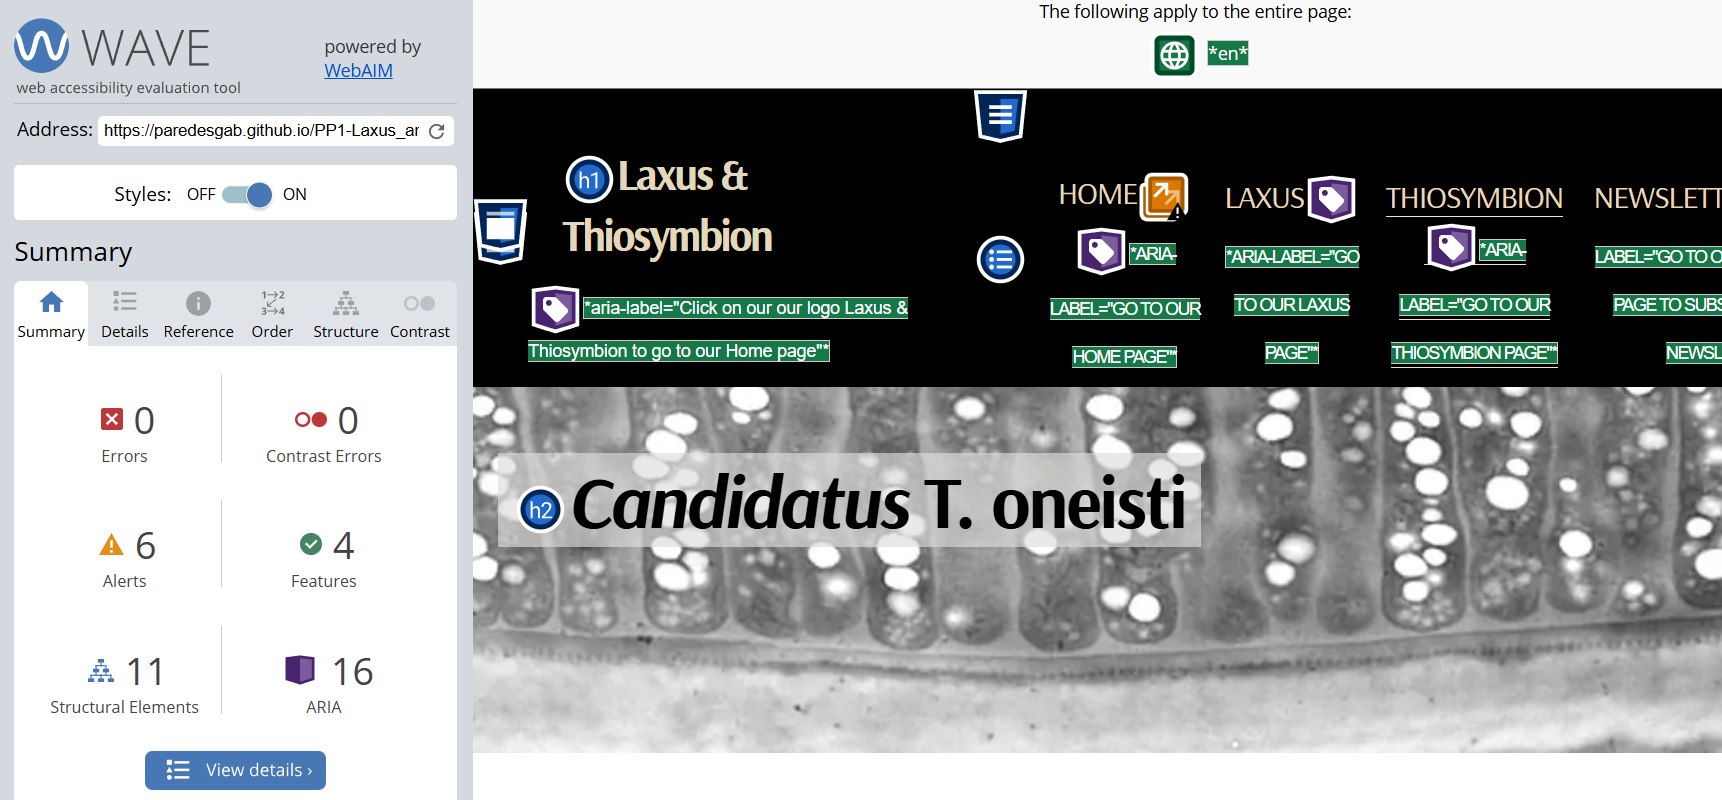 WAVE
powered by
WebAIM
web accessibility evaluation tool
Address: https://paredesgab.github.io/PP1-Laxus_ar
Styles: OFF ON
Summary
Summary Details Reference Order Structure Contrast
0 Errors
0 Contrast Errors
6 Alerts
4 Features
11 Structural Elements
16 ARIA
View details ›
The following apply to the entire page:
*en*
h1 Laxus &
Thiosymbion
*aria-label="Click on our our logo Laxus &
Thiosymbion to go to our Home page"*
HOME
*ARIA-
LABEL="GO TO OUR
HOME PAGE"*
LAXUS
*ARIA-LABEL="GO
TO OUR LAXUS
PAGE"*
THIOSYMBION
*ARIA-
LABEL="GO TO OUR
THIOSYMBION PAGE"*
NEWSLETT
LABEL="GO TO O
PAGE TO SUBS
NEWSL
h2 Candidatus T. oneisti